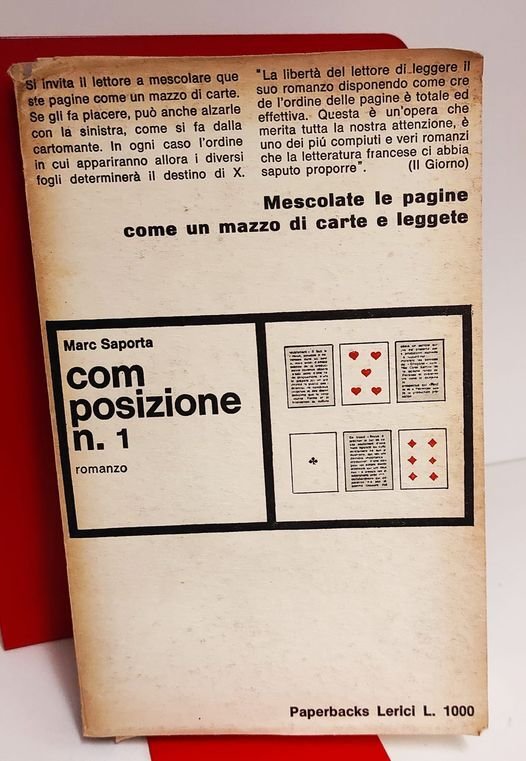 Si invita il lettore a mescolare que
ste pagine come un mazzo di carte.
Se gli fa piacere, può anche alzarle
con la sinistra, come si fa dalla
cartomante. In ogni caso l'ordine
in cui appariranno allora i diversi
fogli determinerà il destino di X.
"La libertà del lettore di leggere il
suo romanzo disponendo come cre
de l'ordine delle pagine è totale ed
effettiva. Questa è un'opera che
merita tutta la nostra attenzione, è
uno dei piú compiuti e veri romanzi
che la letteratura francese ci abbia
saputo proporre". (Il Giorno)
Mescolate le pagine
come un mazzo di carte e leggete
Marc Saporta
com
posizione
n. 1
romanzo
Paperbacks Lerici L. 1000